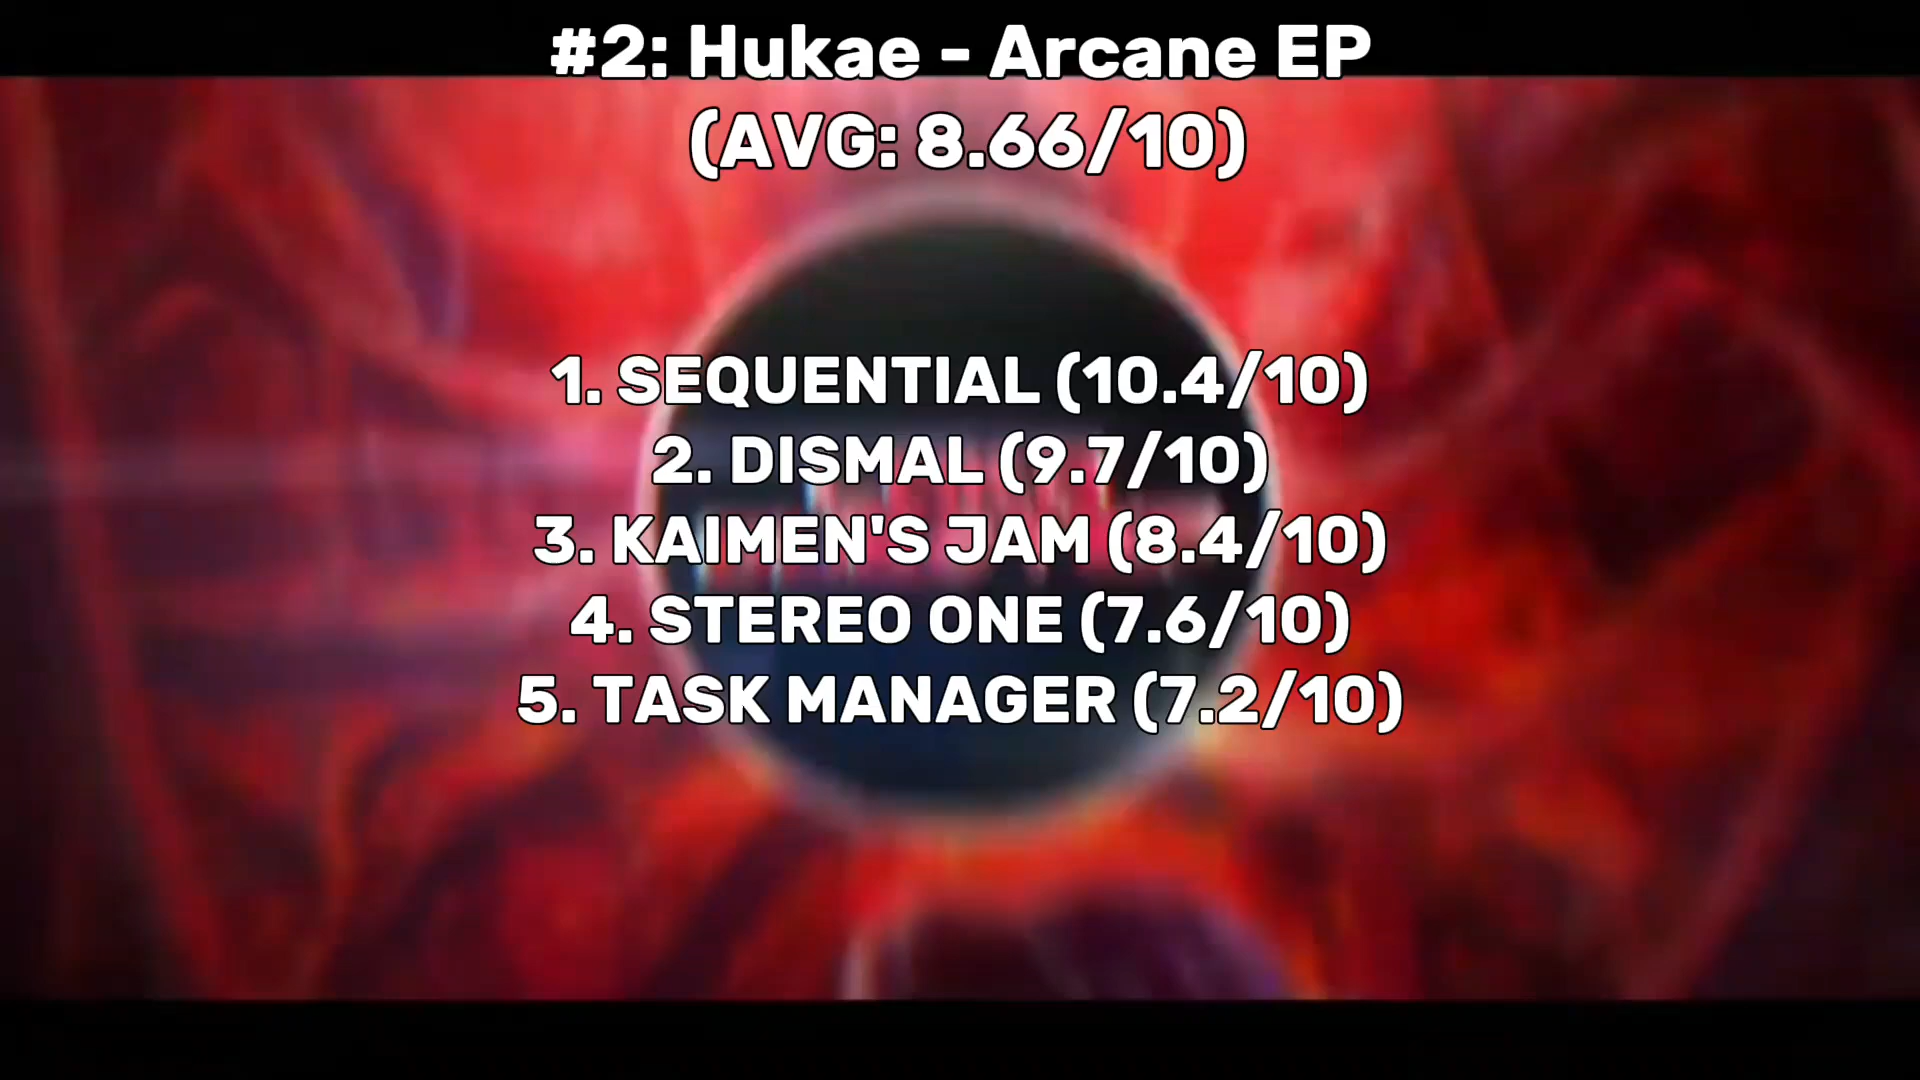 #2: Hukae - Arcane EP
(AVG: 8.66/10)
1. SEQUENTIAL (10.4/10)
2. DISMAL (9.7/10)
3. KAIMEN'S JAM (8.4/10)
4. STEREO ONE (7.6/10)
5. TASK MANAGER (7.2/10)